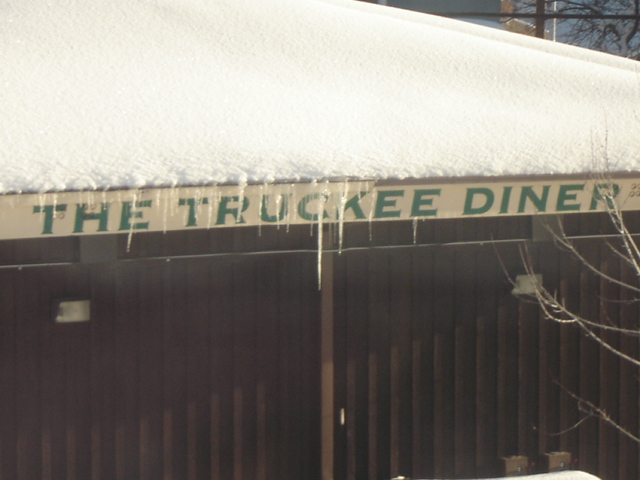 THE TRUCKEE DINER